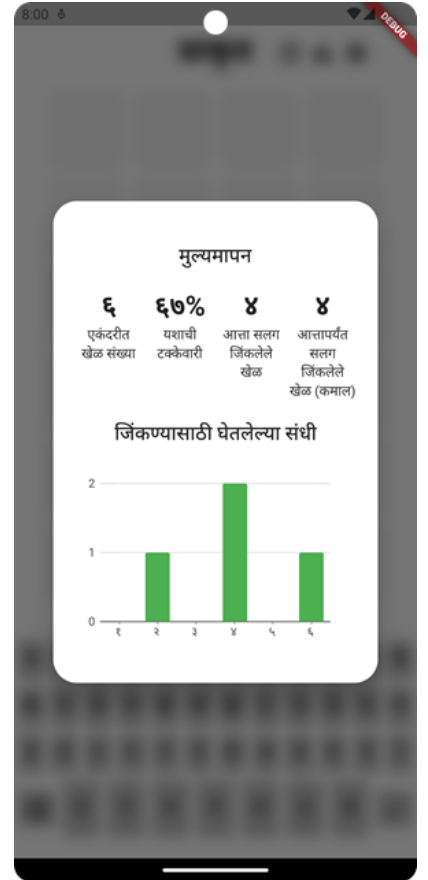 8:00
DEBUG
मुल्यमापन
६ ६७% ४ ४
एकंदरीत यशाची आत्ता सलग आत्तापर्यंत
खेळ संख्या टक्केवारी जिंकलेले सलग
खेळ जिंकलेले
खेळ (कमाल)
जिंकण्यासाठी घेतलेल्या संधी
2
1
0
१ २ ३ ४ ५ ६